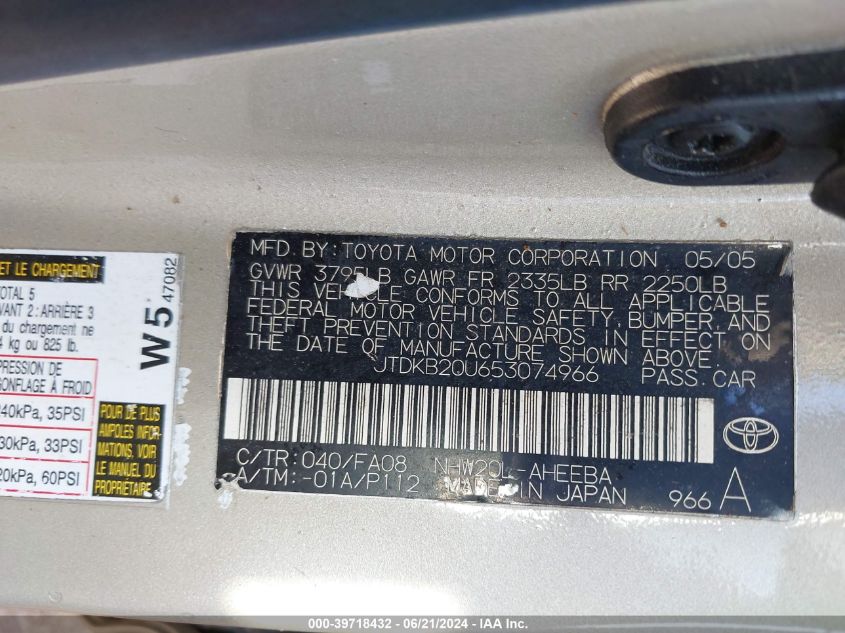 ET LE CHARGEMENT
TOTAL 5
VANT 2: ARRIÈRE 3
du chargement ne
kg ou 825 lb.
W5
47082
PRESSION DE
GONFLAGE À FROID
240kPa, 35PSI
30kPa, 33PSI
20kPa, 60PSI
POUR DE PLUS
AMPLES INFOR-
MATIONS,
LE MANUEL DU
MFD BY: TOYOTA MOTOR CORPORATION 05/05
GVWR 3795LB GAWR FR 2335LB RR 2250LB
THIS VEHICLE CONFORMS TO ALL APPLICABLE
FEDERAL MOTOR VEHICLE SAFETY, BUMPER, AND
THEFT PREVENTION STANDARDS IN EFFECT ON
THE DATE OF MANUFACTURE SHOWN ABOVE.
JTDKB20U653074966 PASS. CAR
C/TR: 040/FA08 NHW20L-AHEEBA
A/TM: -01A/P112 MADE IN JAPAN
966 A
000-39718432 - 06/21/2024 - IAA Inc.